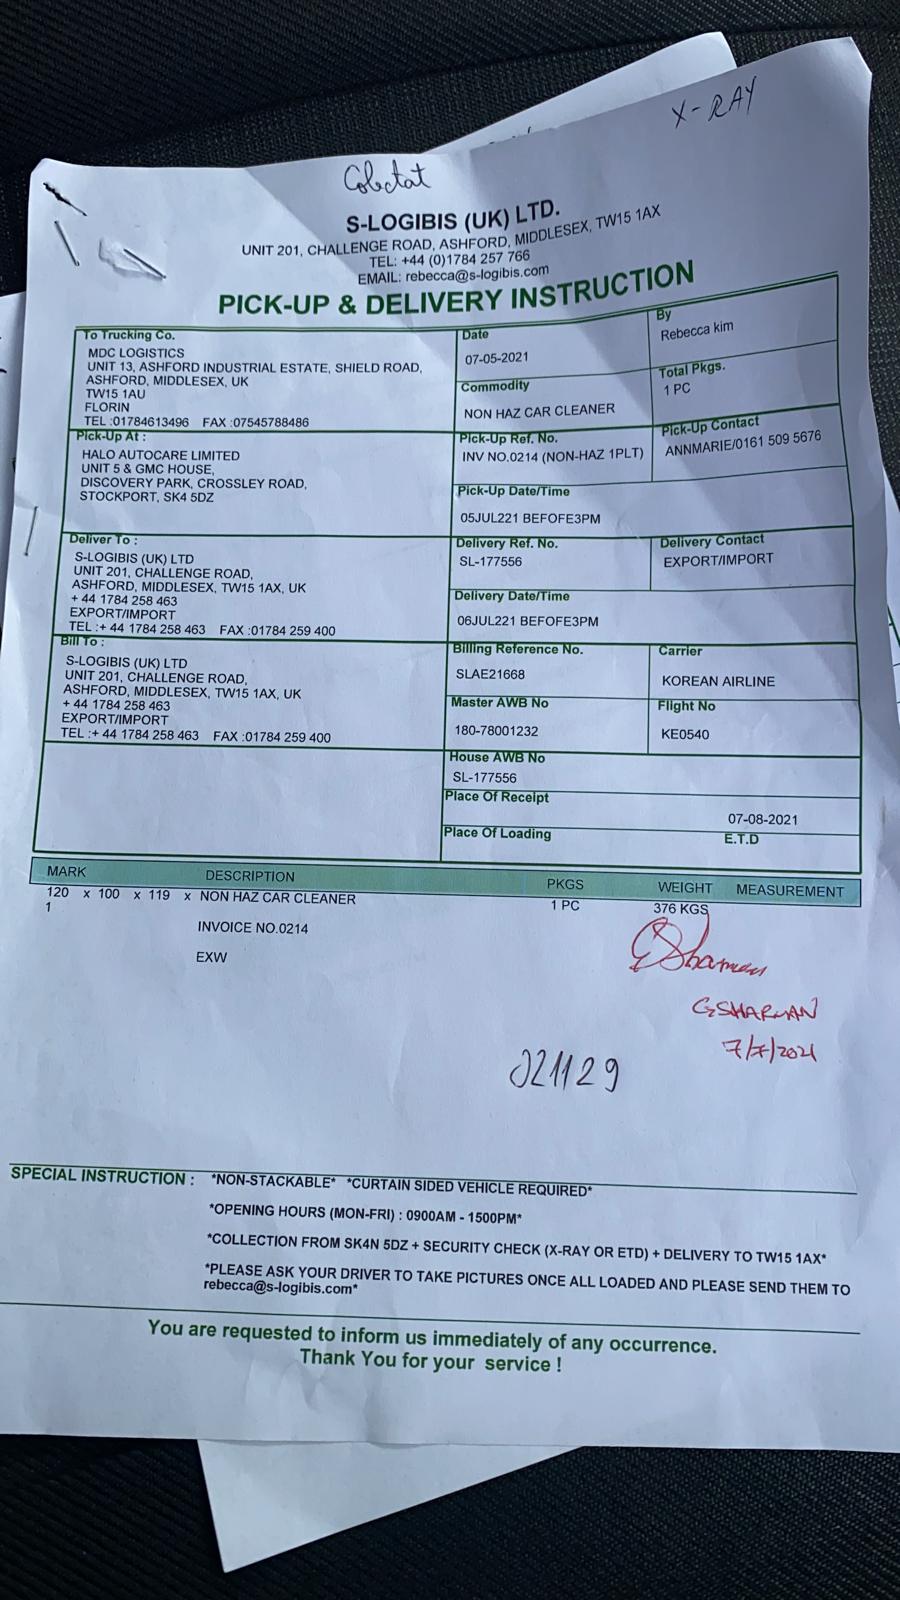 X-RAY
S-LOGIBIS (UK) LTD.
UNIT 201, CHALLENGE ROAD, ASHFORD, MIDDLESEX, TW15 1AX
TEL: +44 (0)1784 257 766
EMAIL: rebecca@s-logibis.com
PICK-UP & DELIVERY INSTRUCTION
To Trucking Co.
MDC LOGISTICS
UNIT 13, ASHFORD INDUSTRIAL ESTATE, SHIELD ROAD,
ASHFORD, MIDDLESEX, UK
TW15 1AU
FLORIN
TEL :01784613496 FAX :07545788486
Date
07-05-2021
By
Rebecca kim
Commodity
NON HAZ CAR CLEANER
Total Pkgs.
1 PC
Pick-Up At :
HALO AUTOCARE LIMITED
UNIT 5 & GMC HOUSE,
DISCOVERY PARK, CROSSLEY ROAD,
STOCKPORT, SK4 5DZ
Pick-Up Ref. No.
INV NO.0214 (NON-HAZ 1PLT)
Pick-Up Contact
ANNMARIE/0161 509 5676
Pick-Up Date/Time
05JUL221 BEFOFE3PM
Deliver To :
S-LOGIBIS (UK) LTD
UNIT 201, CHALLENGE ROAD,
ASHFORD, MIDDLESEX, TW15 1AX, UK
+ 44 1784 258 463
EXPORT/IMPORT
TEL :+ 44 1784 258 463 FAX :01784 259 400
Delivery Ref. No.
SL-177556
Delivery Contact
EXPORT/IMPORT
Delivery Date/Time
06JUL221 BEFOFE3PM
Bill To :
S-LOGIBIS (UK) LTD
UNIT 201, CHALLENGE ROAD,
ASHFORD, MIDDLESEX, TW15 1AX, UK
+ 44 1784 258 463
EXPORT/IMPORT
TEL :+ 44 1784 258 463 FAX :01784 259 400
Billing Reference No.
SLAE21668
Carrier
KOREAN AIRLINE
Master AWB No
180-78001232
Flight No
KE0540
House AWB No
SL-177556
Place Of Receipt
07-08-2021
Place Of Loading
E.T.D
MARK DESCRIPTION PKGS WEIGHT MEASUREMENT
120 x 100 x 119 x NON HAZ CAR CLEANER 1 PC 376 KGS
1
INVOICE NO.0214
EXW
GSHARMAN
7/7/2021
021129
SPECIAL INSTRUCTION : *NON-STACKABLE* *CURTAIN SIDED VEHICLE REQUIRED*
*OPENING HOURS (MON-FRI) : 0900AM - 1500PM*
*COLLECTION FROM SK4N 5DZ + SECURITY CHECK (X-RAY OR ETD) + DELIVERY TO TW15 1AX*
*PLEASE ASK YOUR DRIVER TO TAKE PICTURES ONCE ALL LOADED AND PLEASE SEND THEM TO
rebecca@s-logibis.com*
You are requested to inform us immediately of any occurrence.
Thank You for your service !